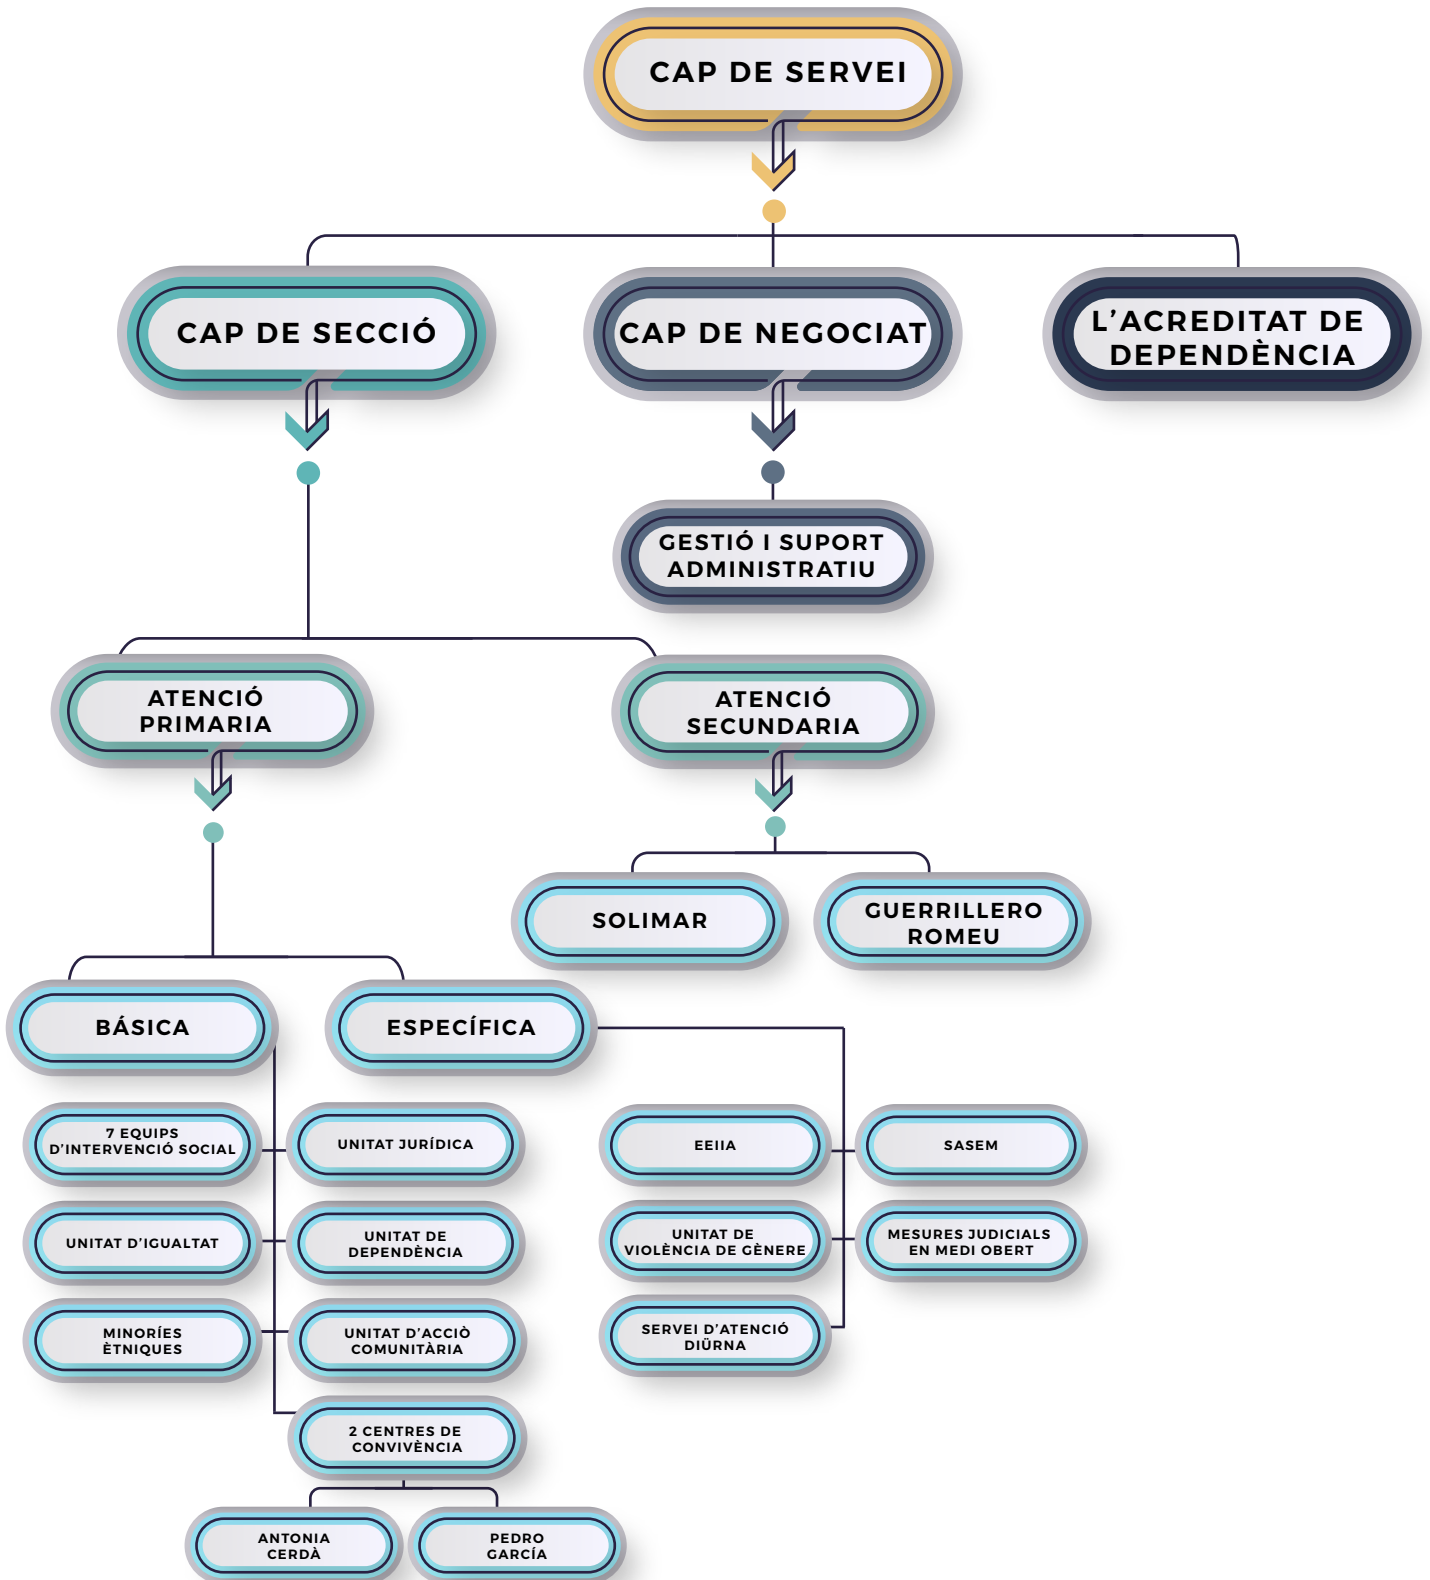 CAP DE SERVEI
CAP DE SECCIÓ
CAP DE NEGOCIAT
L'ACREDITAT DE
DEPENDÈNCIA
GESTIÓ I SUPORT
ADMINISTRATIU
ATENCIÓ
PRIMARIA
ATENCIÓ
SECUNDARIA
SOLIMAR
GUERRILLERO
ROMEU
BÁSICA
ESPECÍFICA
7 EQUIPS
D'INTERVENCIÓ SOCIAL
UNITAT JURÍDICA
EEIIA
SASEM
UNITAT D'IGUALTAT
UNITAT DE
DEPENDÈNCIA
UNITAT DE
VIOLÈNCIA DE GÈNERE
MESURES JUDICIALS
EN MEDI OBERT
MINORÍES
ÈTNIQUES
UNITAT D'ACCIÒ
COMUNITÀRIA
SERVEI D'ATENCIÓ
DIÜRNA
2 CENTRES DE
CONVIVÈNCIA
ANTONIA
CERDÀ
PEDRO
GARCÍA